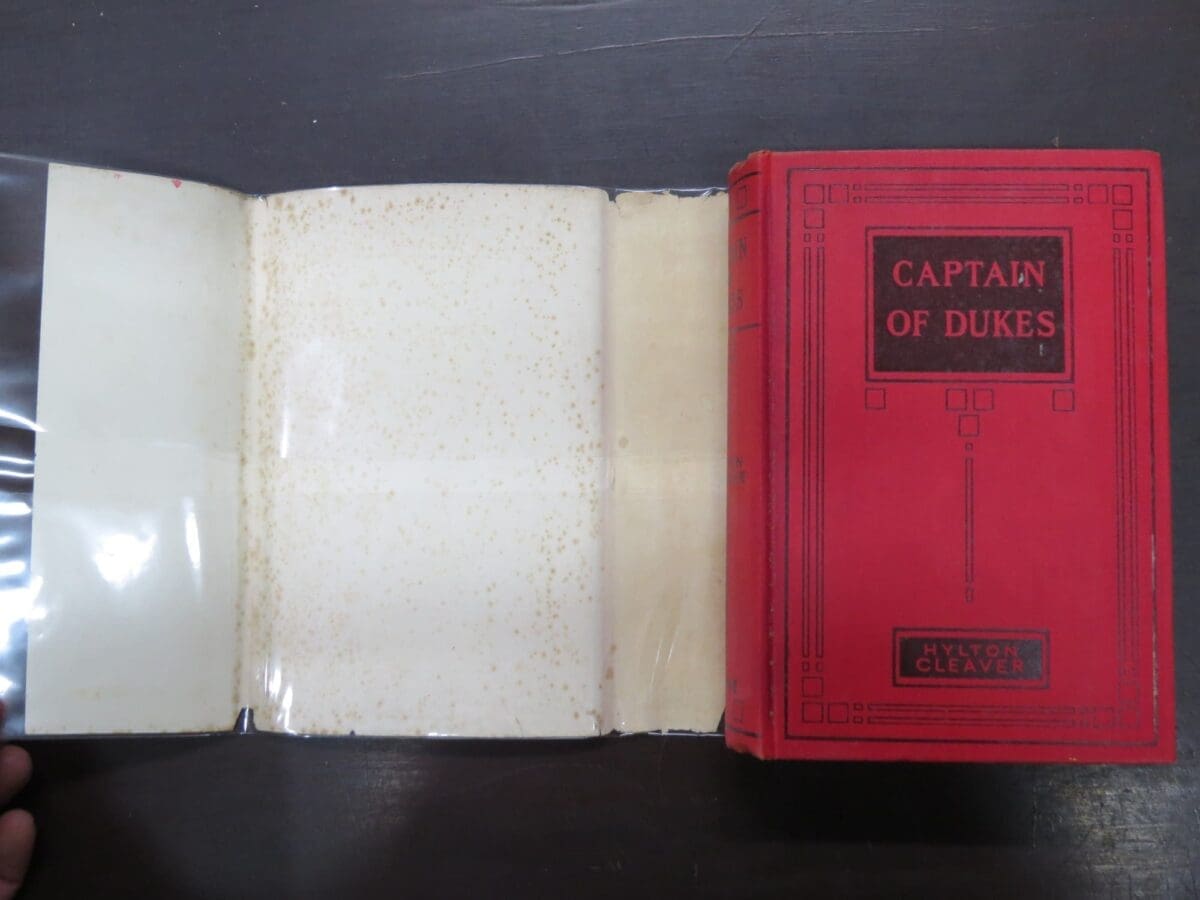 CAPTAIN
OF DUKES
HYLTON
CLEAVER